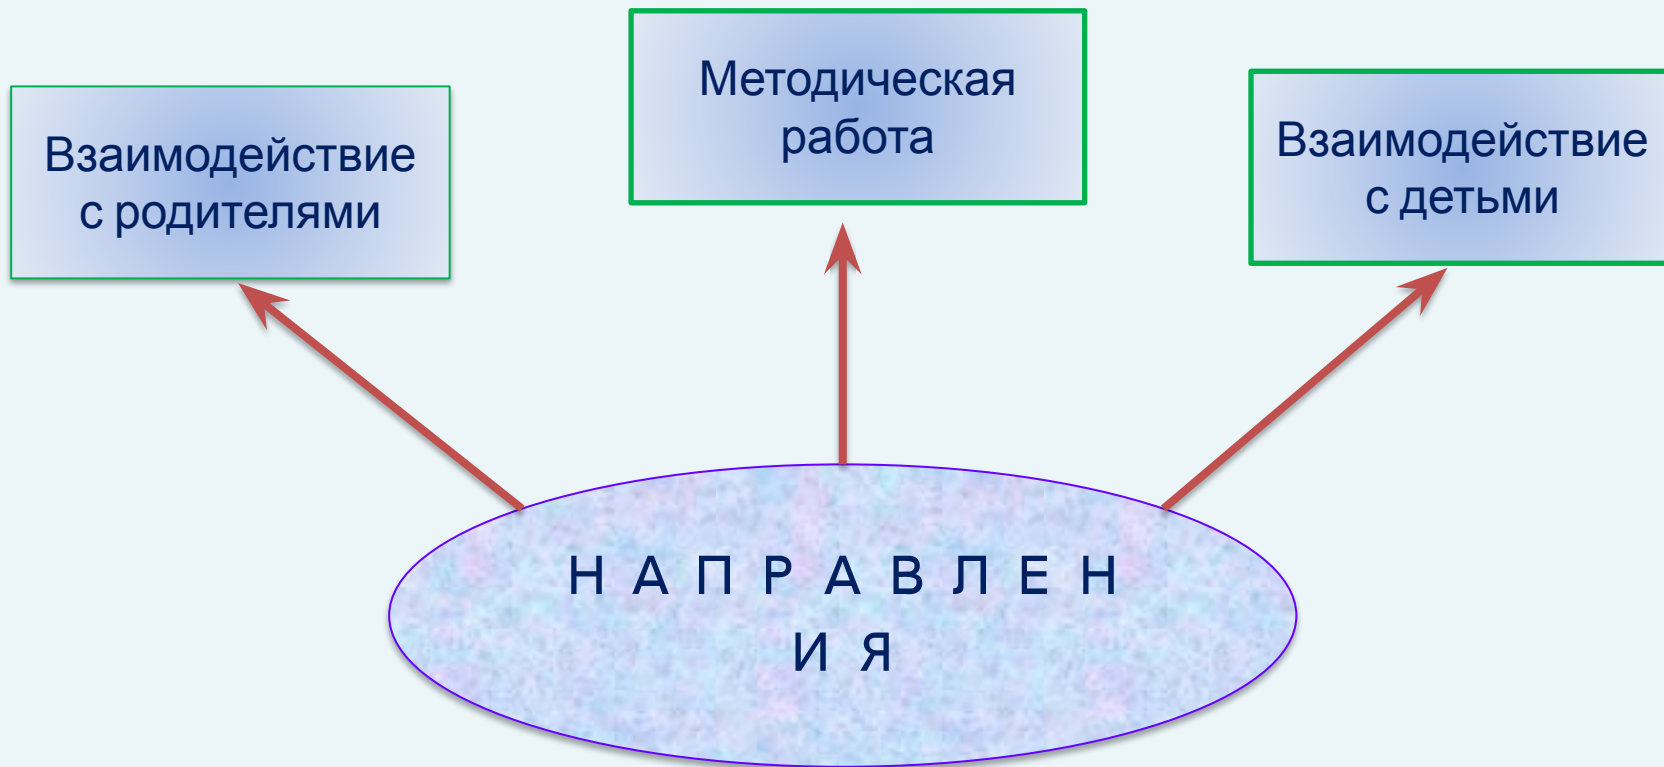 Методическая
работа
Взаимодействие
с родителями
Взаимодействие
с детьми
Н А П Р А В Л Е Н
И Я